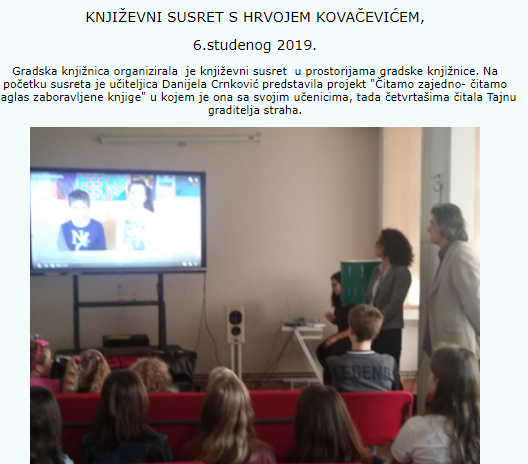 KNJIŽEVNI SUSRET S HRVOJEM KOVAČEVIĆEM,
6.studenog 2019.
Gradska knjižnica organizirala je književni susret u prostorijama gradske knjižnice. Na
početku susreta je učiteljica Danijela Crnković predstavila projekt "Čitamo zajedno- čitamo
aglas zaboravljene knjige" u kojem je ona sa svojim učenicima, tada četvrtašima čitala Tajnu
graditelja straha.
LEGEND